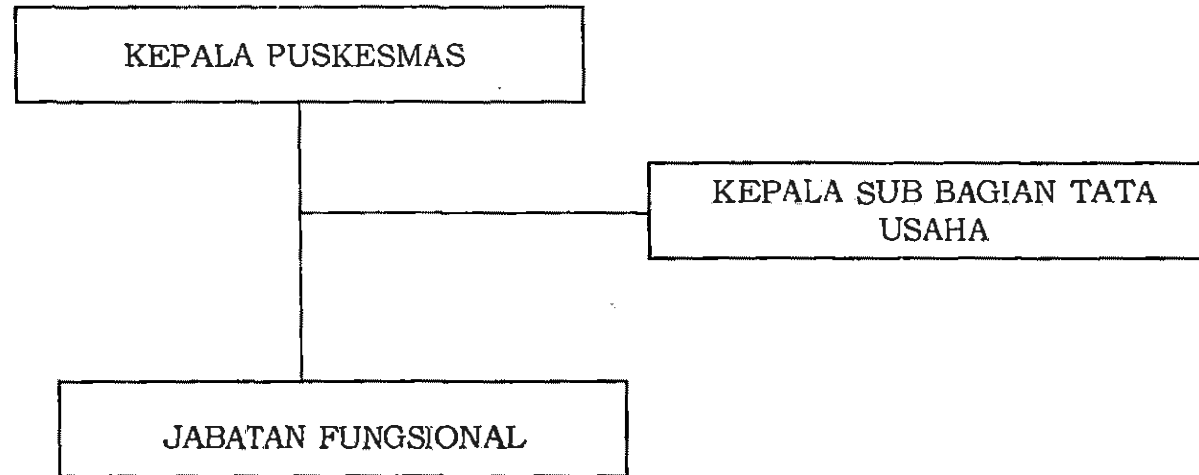 KEPALA PUSKESMAS
KEPALA SUB BAGIAN TATA
USAHA
JABATAN FUNGSIONAL